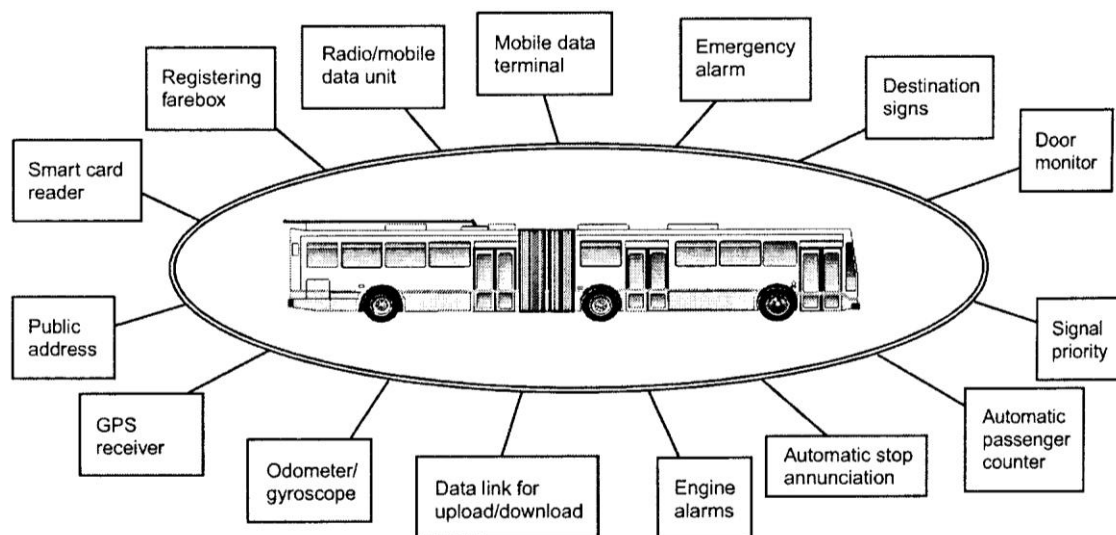 Mobile data
terminal
Emergency
alarm
Radio/mobile
data unit
Registering
farebox
Destination
signs
Door
monitor
Smart card
reader
Public
address
Signal
priority
GPS
receiver
Automatic
passenger
counter
Odometer/
gyroscope
Data link for
upload/download
Engine
alarms
Automatic stop
annunciation